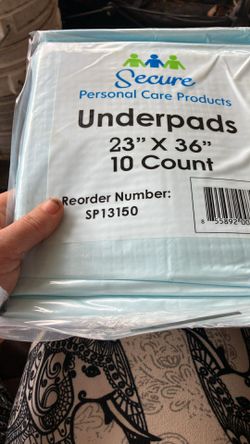 Secure
Personal Care Products
Underpads
23" X 36"
10 Count
Reorder Number:
SP13150